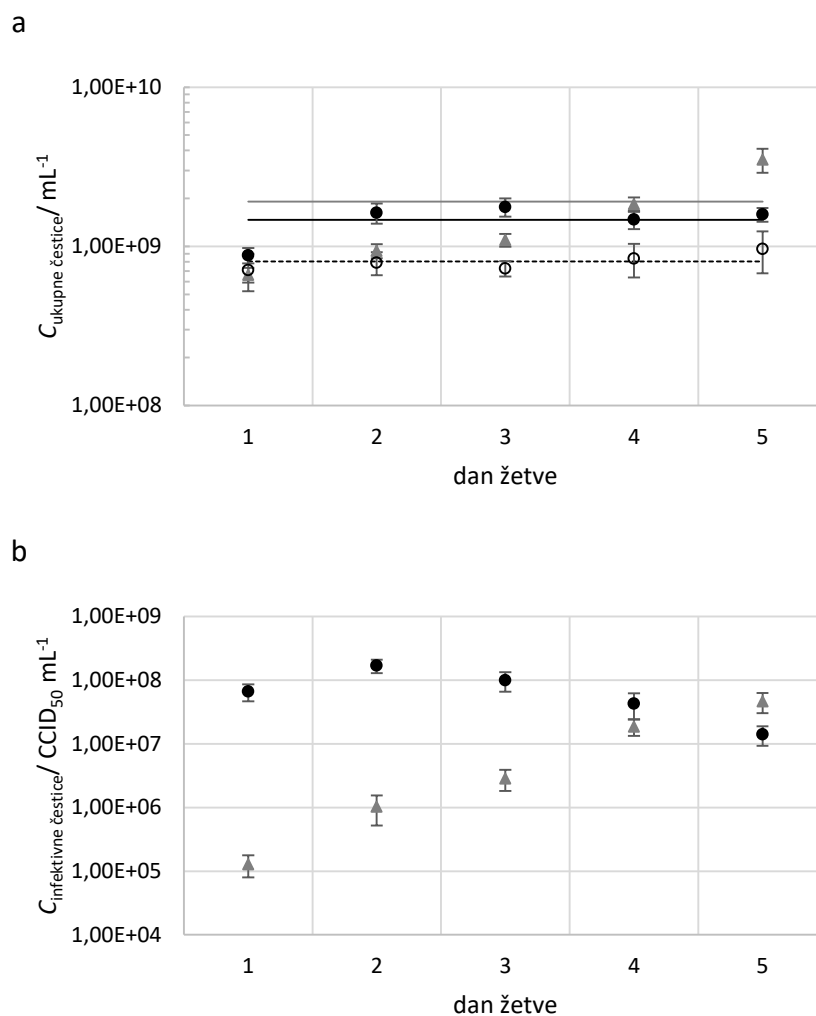 a
1,00E+10
1,00E+09
1,00E+08
Cukupne čestice/ mL-1
1 2 3 4 5
dan žetve
b
1,00E+09
1,00E+08
1,00E+07
1,00E+06
1,00E+05
1,00E+04
Cinfektivne čestice/ CCID50 mL-1
1 2 3 4 5
dan žetve